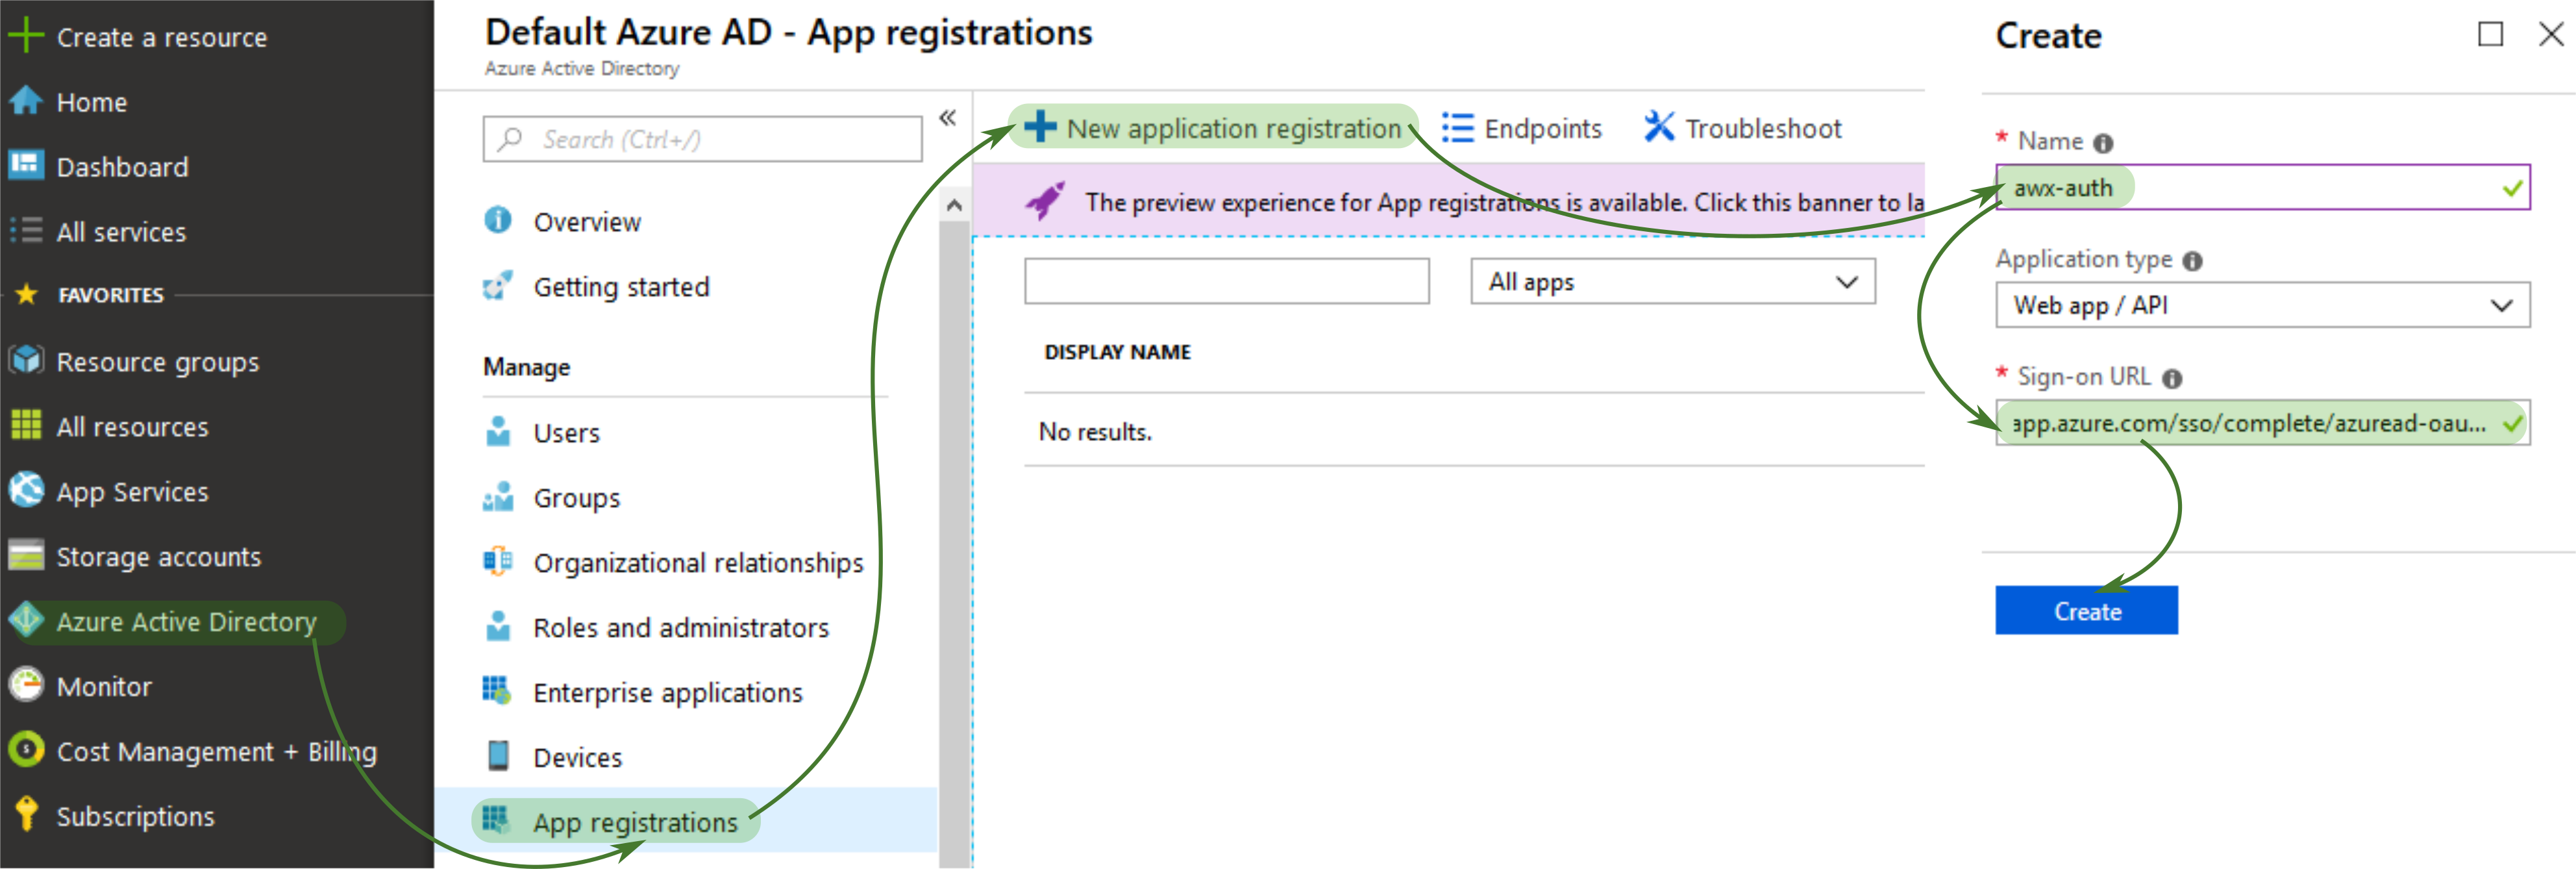 Create a resource
Home
Dashboard
All services
FAVORITES
Resource groups
All resources
App Services
Storage accounts
Azure Active Directory
Monitor
Cost Management + Billing
Subscriptions
Default Azure AD - App registrations
Azure Active Directory
Search (Ctrl+/)
Overview
Getting started
Manage
Users
Groups
Organizational relationships
Roles and administrators
Enterprise applications
Devices
App registrations
New application registration
Endpoints
Troubleshoot
The preview experience for App registrations is available. Click this banner to la
All apps
DISPLAY NAME
No results.
Create
* Name
awx-auth
Application type
Web app / API
* Sign-on URL
app.azure.com/sso/complete/azuread-oau...
Create